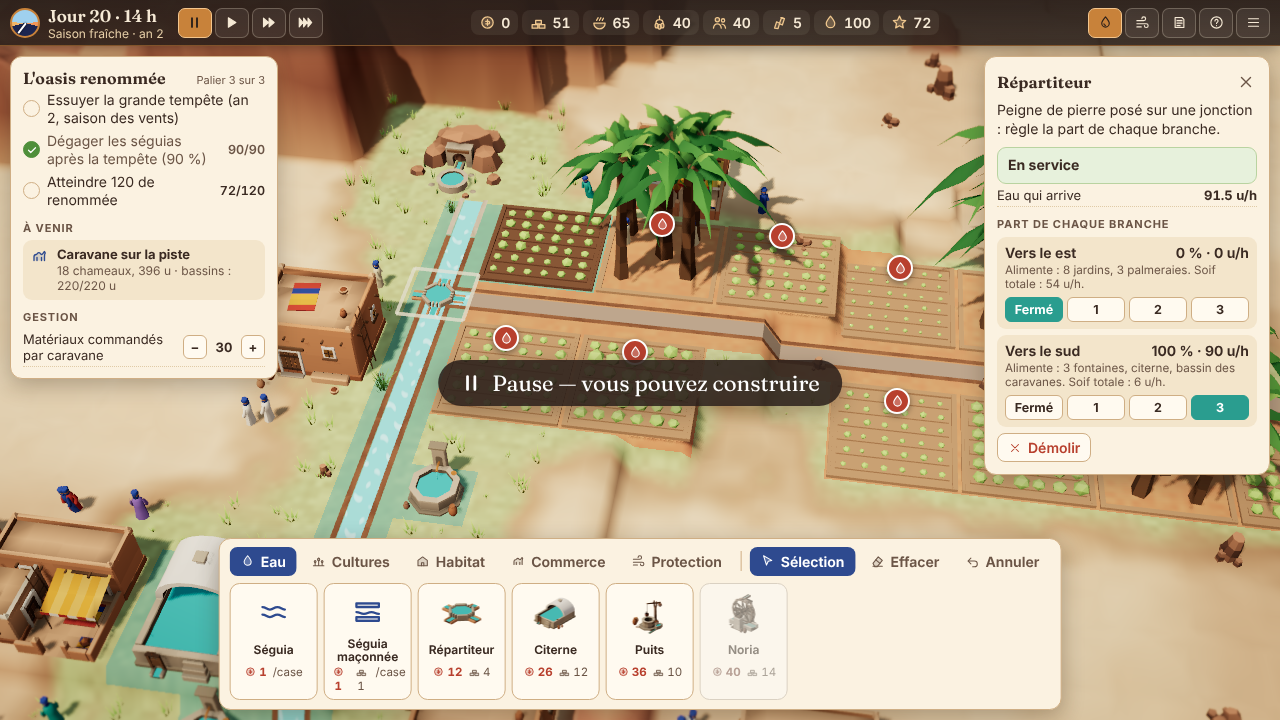 Jour 20 · 14 h
Saison fraîche · an 2
0
51
65
40
40
5
100
72
L'oasis renommée
Palier 3 sur 3
Essuyer la grande tempête (an
2, saison des vents)
Dégager les séguias
après la tempête (90 %)
90/90
Atteindre 120 de
renommée
72/120
À VENIR
Caravane sur la piste
18 chameaux, 396 u · bassins :
220/220 u
GESTION
Matériaux commandés
par caravane
− 30 +
Répartiteur
Peigne de pierre posé sur une jonction
: règle la part de chaque branche.
En service
Eau qui arrive
91.5 u/h
PART DE CHAQUE BRANCHE
Vers le est
0 % · 0 u/h
Alimente : 8 jardins, 3 palmeraies. Soif
totale : 54 u/h.
Fermé 1 2 3
Vers le sud
100 % · 90 u/h
Alimente : 3 fontaines, citerne, bassin des
caravanes. Soif totale : 6 u/h.
Fermé 1 2 3
Démolir
Pause — vous pouvez construire
Eau
Cultures
Habitat
Commerce
Protection
Sélection
Effacer
Annuler
Séguia
1 /case
Séguia
maçonnée
1 1 /case
Répartiteur
12 4
Citerne
26 12
Puits
36 10
Noria
40 14